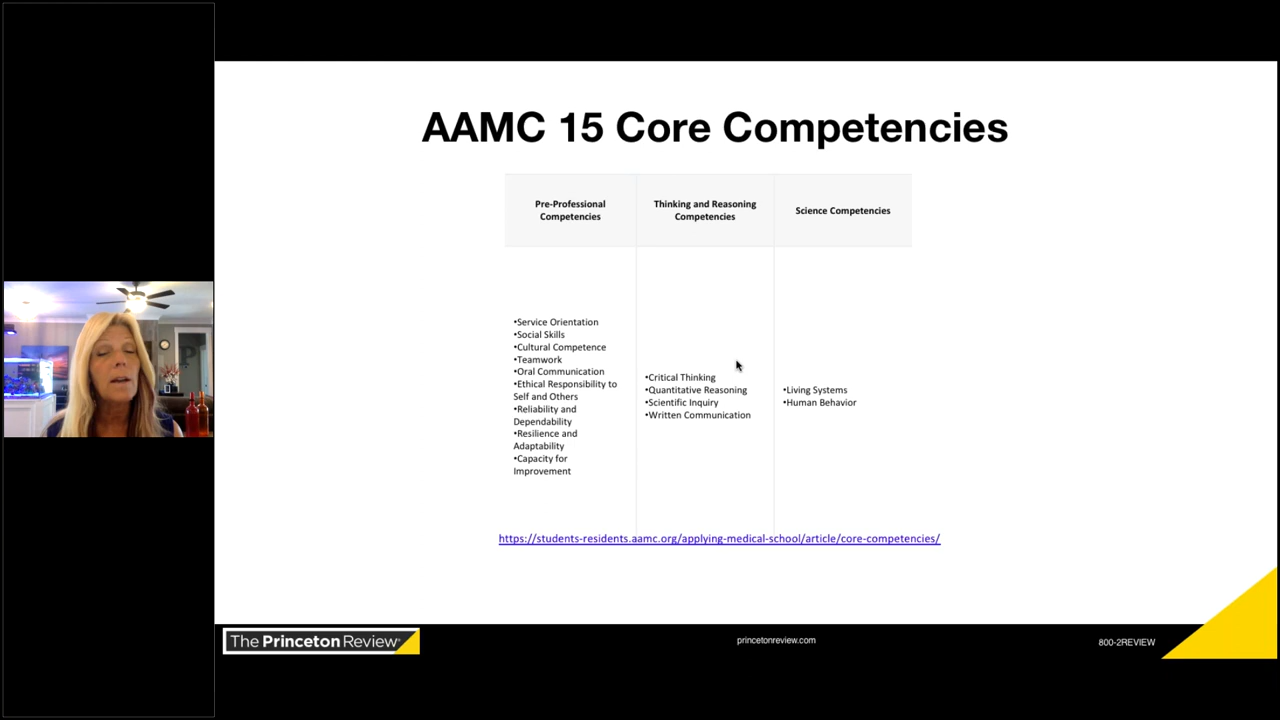 AAMC 15 Core Competencies
Pre-Professional
Competencies
Thinking and Reasoning
Competencies
Science Competencies
•Service Orientation
•Social Skills
•Cultural Competence
•Teamwork
•Oral Communication
•Ethical Responsibility to
Self and Others
•Reliability and
Dependability
•Resilience and
Adaptability
•Capacity for
Improvement
•Critical Thinking
•Quantitative Reasoning
•Scientific Inquiry
•Written Communication
•Living Systems
•Human Behavior
https://students-residents.aamc.org/applying-medical-school/article/core-competencies/
The Princeton Review®
princetonreview.com
800-2REVIEW